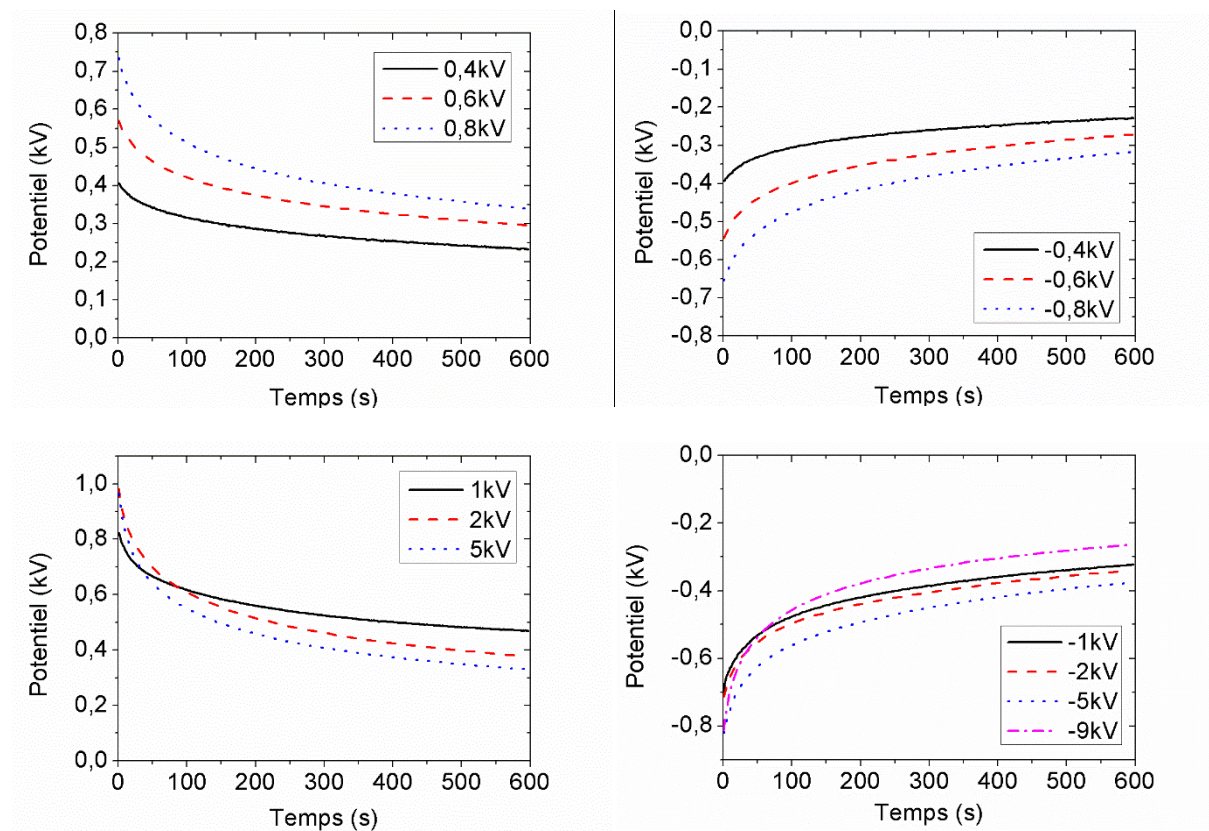 0,8
0,7
0,6
0,5
0,4
0,3
0,2
0,1
0,0
Potentiel (kV)
0 100 200 300 400 500 600
Temps (s)
0,4kV
0,6kV
0,8kV
0,0
-0,1
-0,2
-0,3
-0,4
-0,5
-0,6
-0,7
-0,8
Potentiel (kV)
0 100 200 300 400 500 600
Temps (s)
-0,4kV
-0,6kV
-0,8kV
1,0
0,8
0,6
0,4
0,2
0,0
Potentiel (kV)
0 100 200 300 400 500 600
Temps (s)
1kV
2kV
5kV
0,0
-0,2
-0,4
-0,6
-0,8
Potentiel (kV)
0 100 200 300 400 500 600
Temps (s)
-1kV
-2kV
-5kV
-9kV